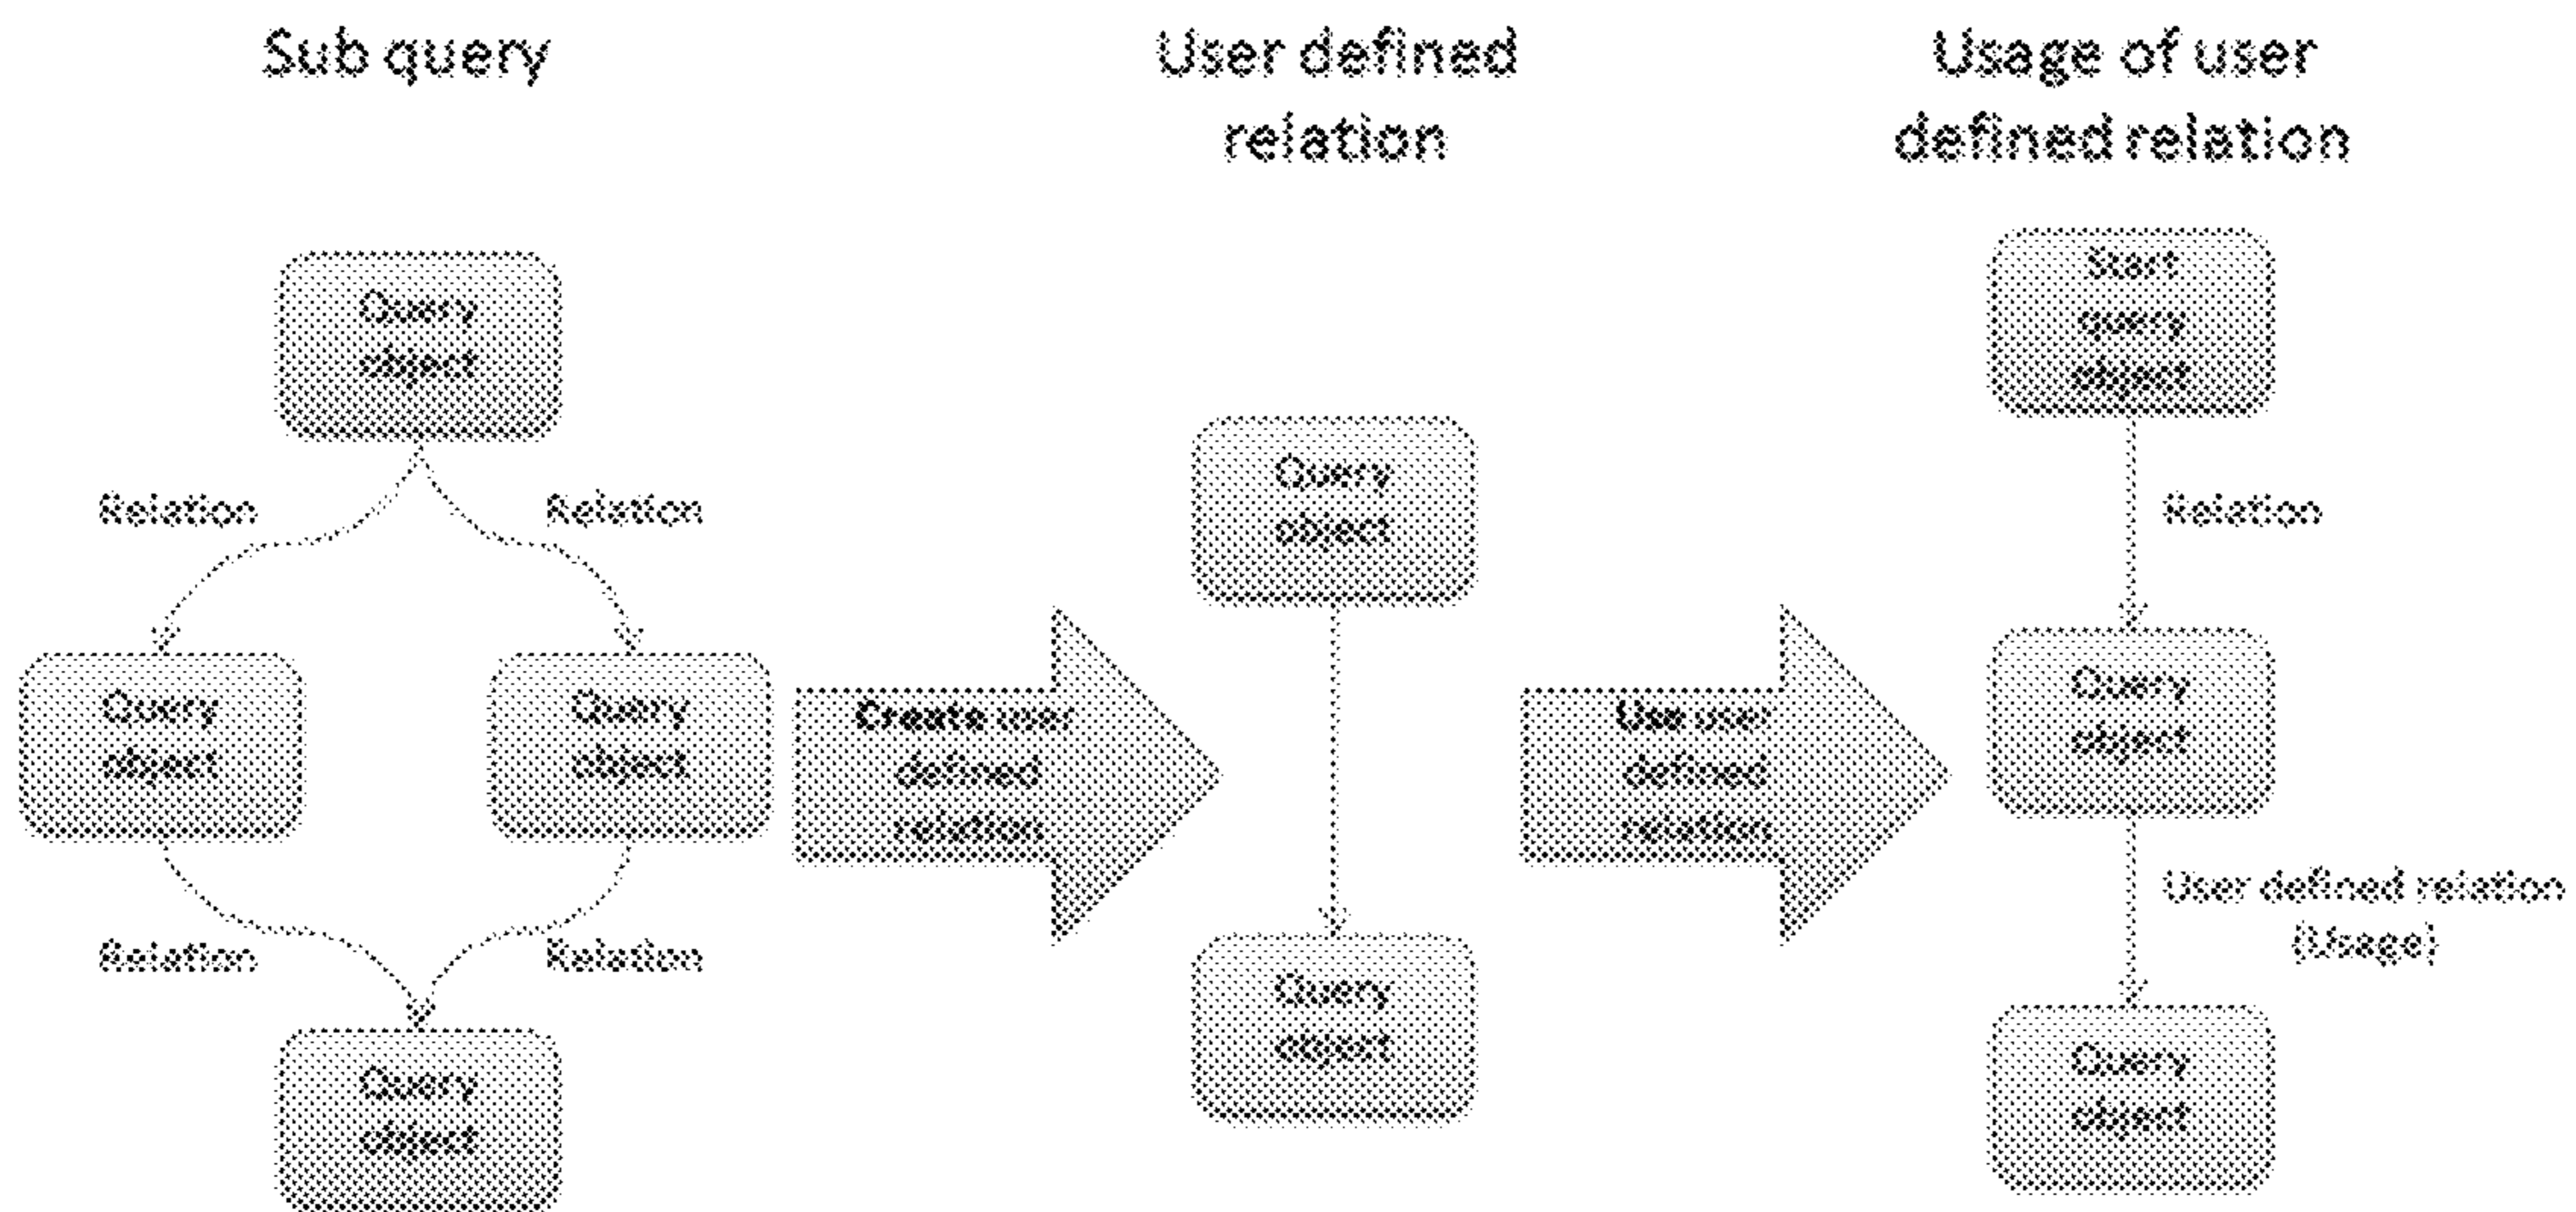 Sub query
Query
object
Relation
Relation
Query
object
Query
object
Relation
Relation
Query
object
Create user
defined
relation
User defined
relation
Query
object
Query
object
Use user
defined
relation
Usage of user
defined relation
Start
query
object
Relation
Query
object
User defined relation
(Usage)
Query
object